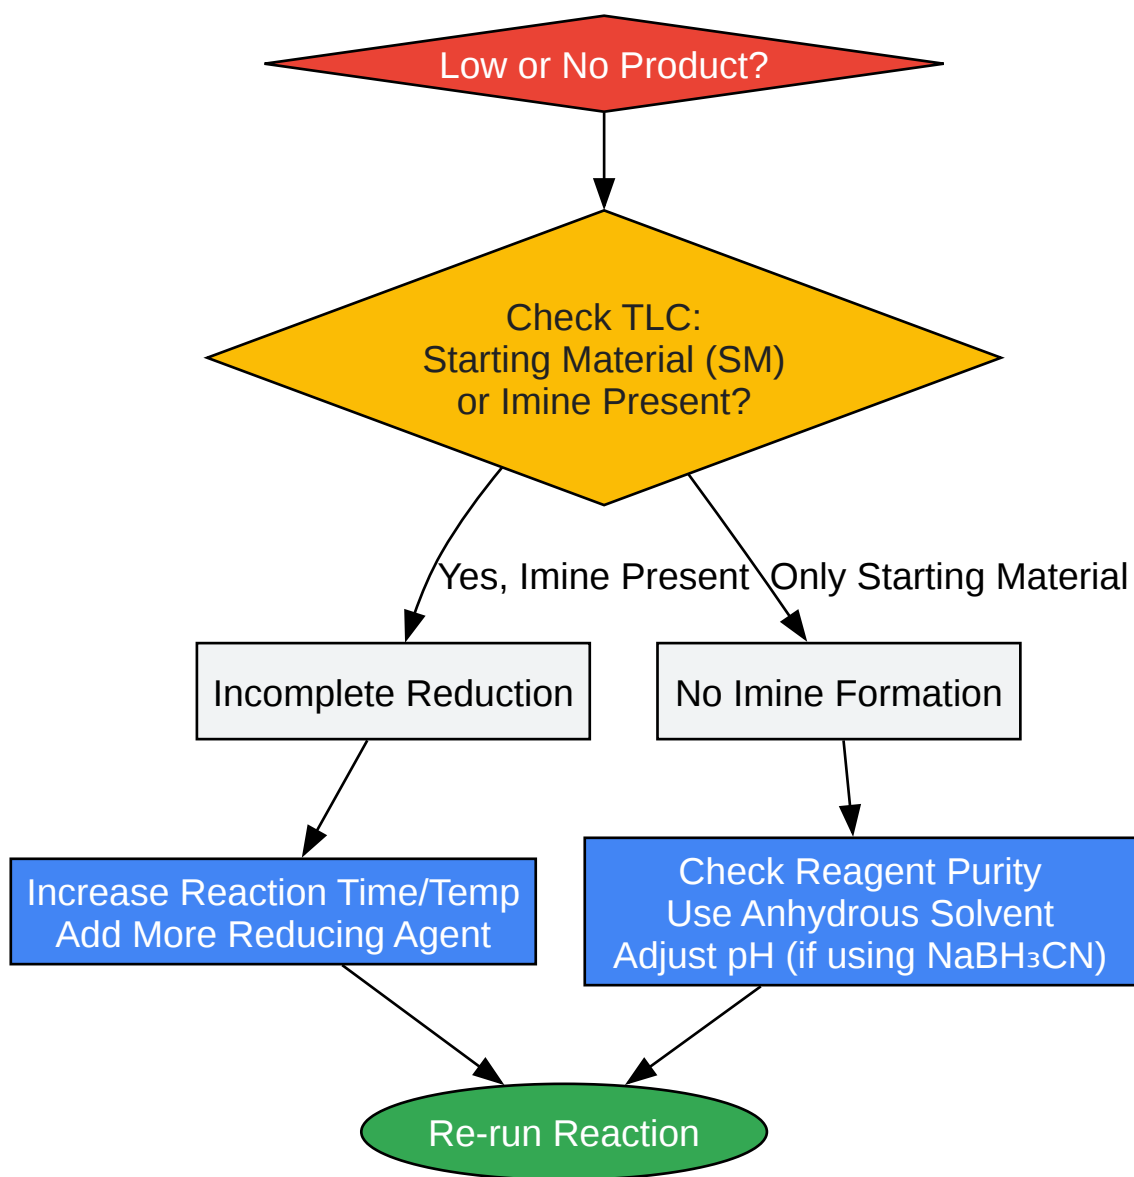 Low or No Product?
Check TLC:
Starting Material (SM)
or Imine Present?
Yes, Imine Present
Only Starting Material
Incomplete Reduction
No Imine Formation
Increase Reaction Time/Temp
Add More Reducing Agent
Check Reagent Purity
Use Anhydrous Solvent
Adjust pH (if using NaBH₃CN)
Re-run Reaction